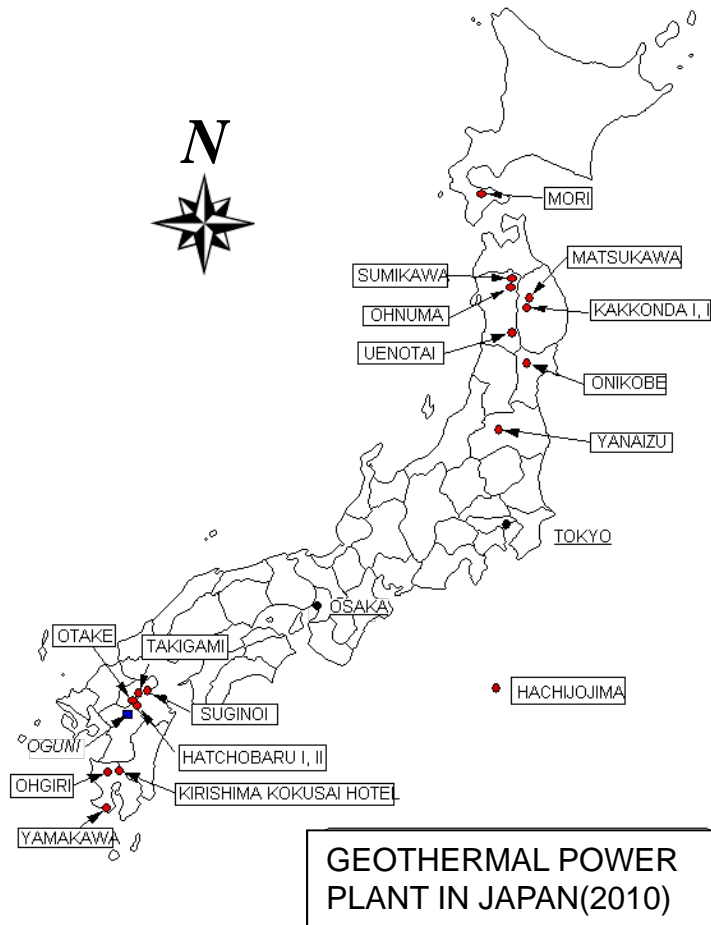 N
MORI
MATSUKAWA
SUMIKAWA
OHNUMA
KAKKONDA I, I
UENOTAI
ONIKOBE
YANAIZU
TOKYO
OSAKA
OTAKE
TAKIGAMI
HACHIJOJIMA
SUGINOI
OGUNI
HATCHOBARU I, II
OHGIRI
KIRISHIMA KOKUSAI HOTEL
YAMAKAWA
GEOTHERMAL POWER
PLANT IN JAPAN(2010)